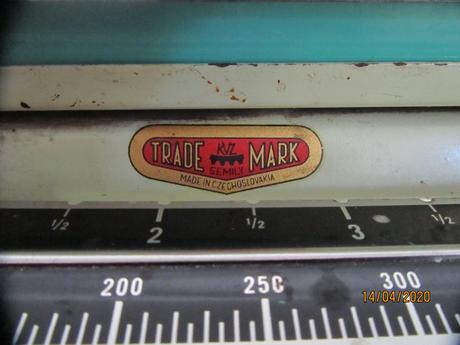 KVZ
TRADE MARK
SEMILY
MADE IN CZECHOSLOVAKIA
1/2 2 1/2 3 1/2
200 250 300
14/04/2020